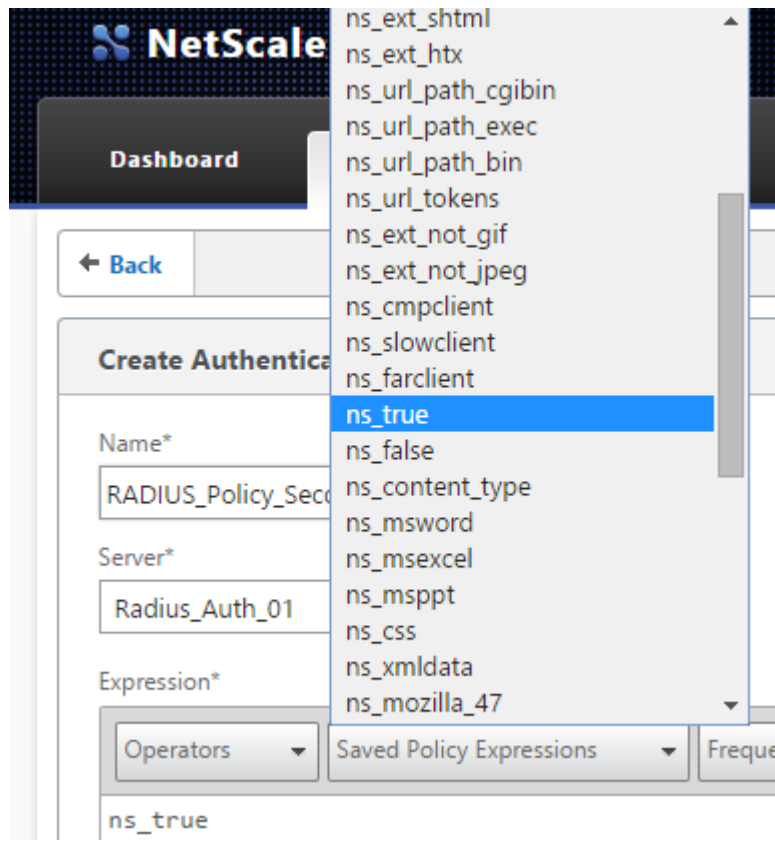 NetScale
Dashboard
Back
Create Authentica
Name*
RADIUS_Policy_Seco
Server*
Radius_Auth_01
Expression*
ns_ext_shtml
ns_ext_htx
ns_url_path_cgibin
ns_url_path_exec
ns_url_path_bin
ns_url_tokens
ns_ext_not_gif
ns_ext_not_jpeg
ns_cmpclient
ns_slowclient
ns_farclient
ns_true
ns_false
ns_content_type
ns_msword
ns_msexcel
ns_msppt
ns_css
ns_xmldata
ns_mozilla_47
Operators
Saved Policy Expressions
Freque
ns_true